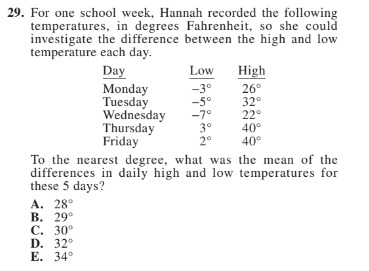 29. For one school week, Hannah recorded the following
temperatures, in degrees Fahrenheit, so she could
investigate the difference between the high and low
temperature each day.
Day Low High
Monday −3° 26°
Tuesday −5° 32°
Wednesday −7° 22°
Thursday 3° 40°
Friday 2° 40°
To the nearest degree, what was the mean of the
differences in daily high and low temperatures for
these 5 days?
A. 28°
B. 29°
C. 30°
D. 32°
E. 34°